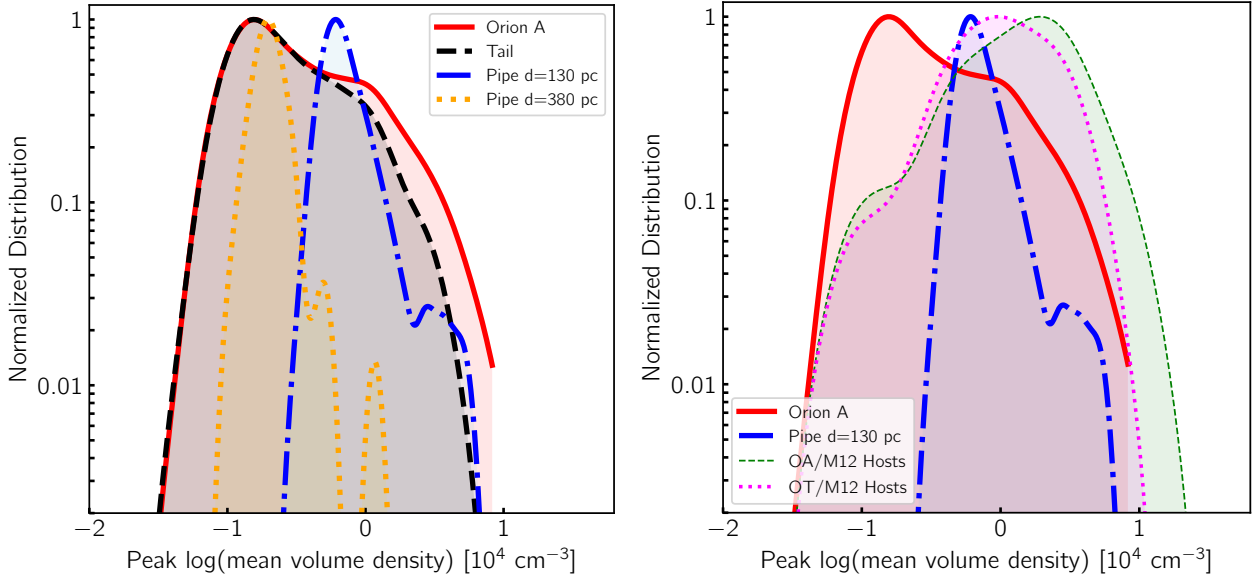 1
0.1
0.01
Normalized Distribution
Orion A
Tail
Pipe d=130 pc
Pipe d=380 pc
−2
−1
0
1
Peak log(mean volume density) [10⁴ cm⁻³]
1
0.1
0.01
Normalized Distribution
Orion A
Pipe d=130 pc
OA/M12 Hosts
OT/M12 Hosts
−2
−1
0
1
Peak log(mean volume density) [10⁴ cm⁻³]